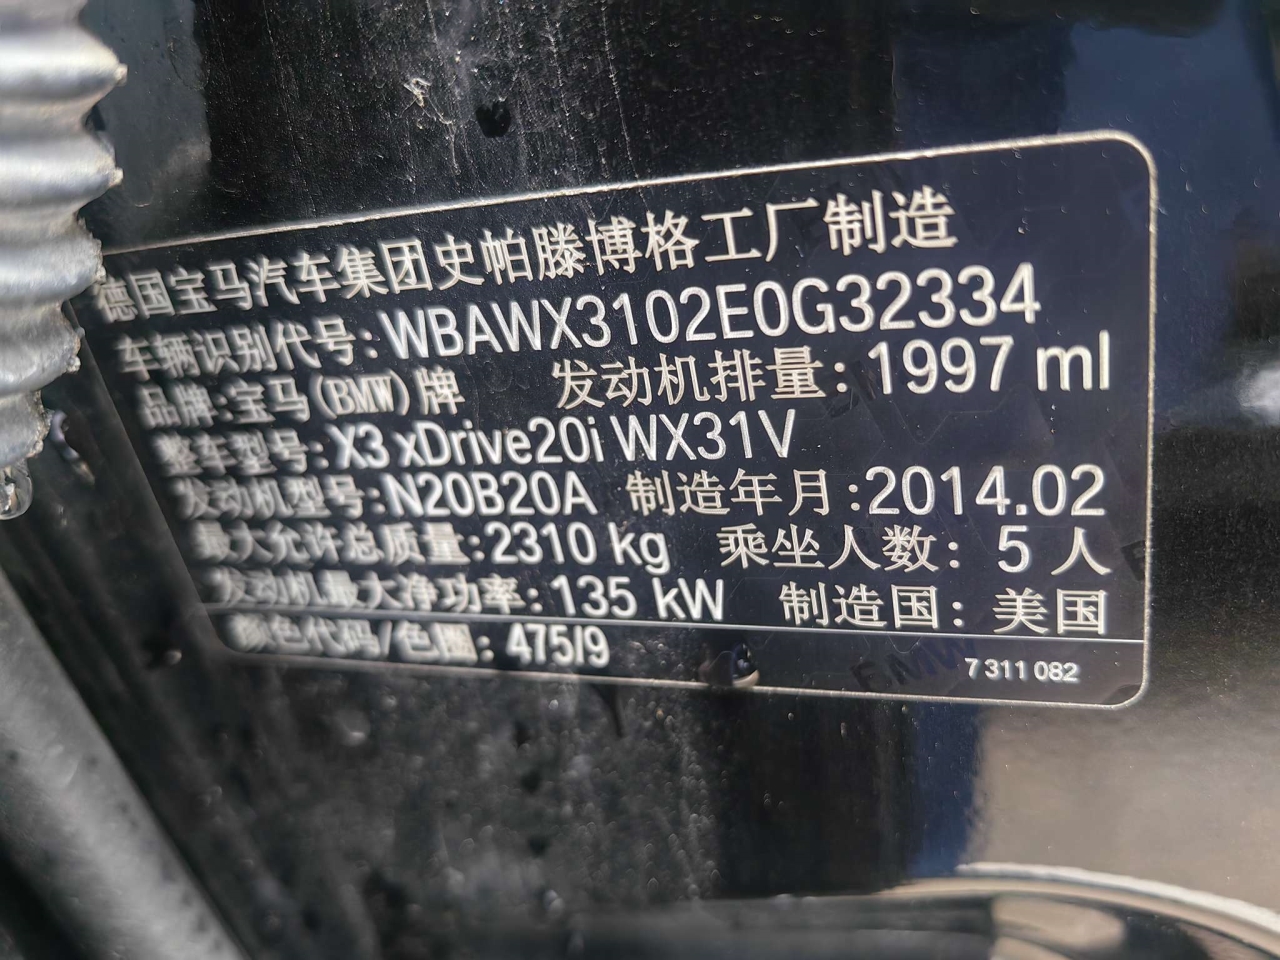 德国宝马汽车集团史帕滕博格工厂制造
车辆识别代号:WBAWX3102E0G32334
品牌:宝马(BMW)牌 发动机排量:1997 ml
整车型号:X3 xDrive20i WX31V
发动机型号:N20B20A 制造年月:2014.02
最大允许总质量:2310 kg 乘坐人数:5人
发动机最大净功率:135 kW 制造国:美国
颜色代码/色圈:475/9
7 311 082